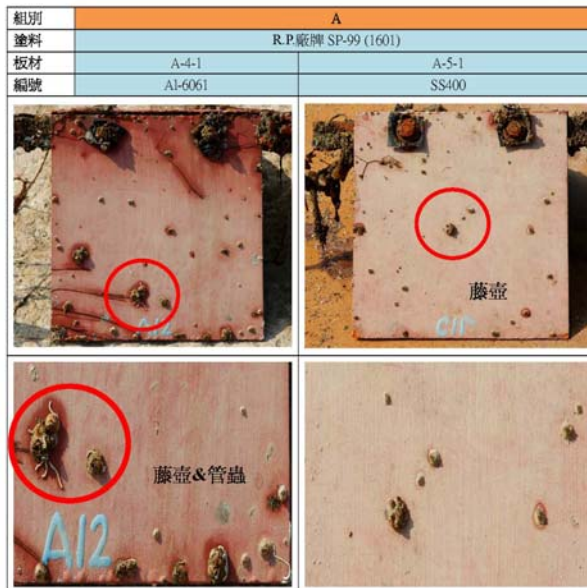 組別 A
塗料 R.P.廠牌 SP-99 (1601)
板材 A-4-1 A-5-1
編號 Al-6061 SS400
藤壺
藤壺&管蟲
A12